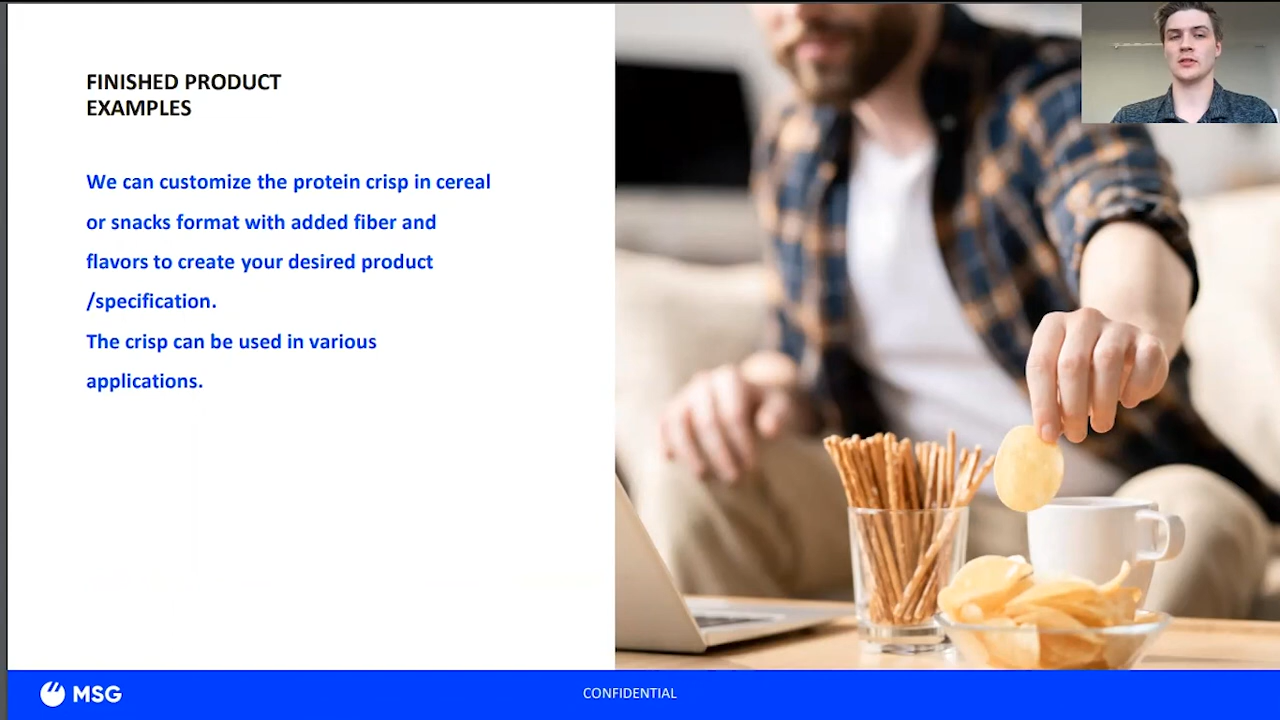 FINISHED PRODUCT
EXAMPLES
We can customize the protein crisp in cereal
or snacks format with added fiber and
flavors to create your desired product
/specification.
The crisp can be used in various
applications.
MSG
CONFIDENTIAL